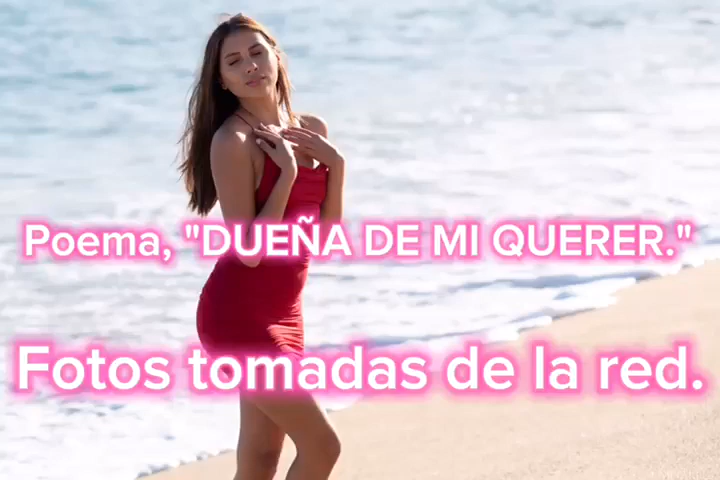 Poema, "DUEÑA DE MI QUERER."
Fotos tomadas de la red.